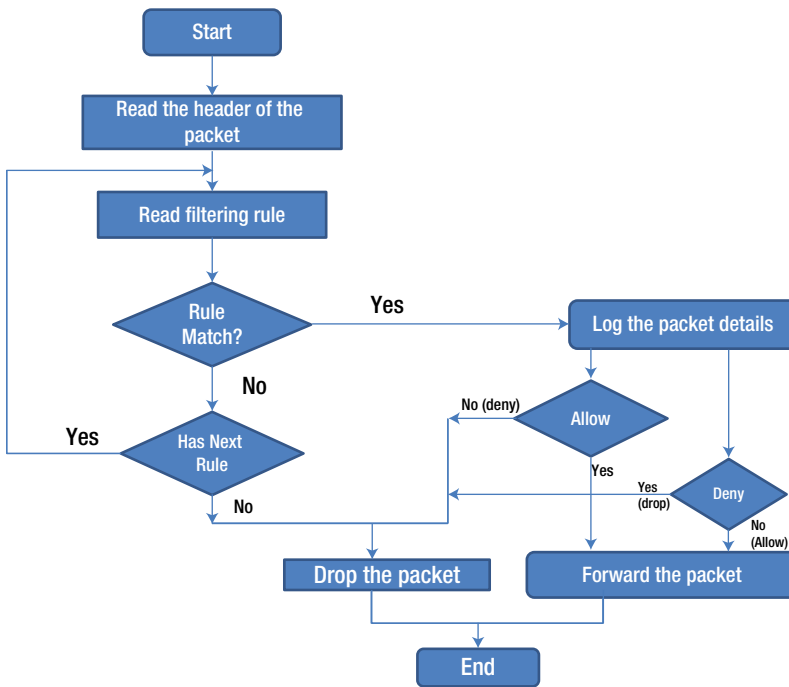 Start
Read the header of the
packet
Read filtering rule
Rule
Match?
Yes
Log the packet details
No
No (deny)
Allow
Yes
Has Next
Rule
Yes
Yes
(drop)
Deny
No
No
(Allow)
Drop the packet
Forward the packet
End